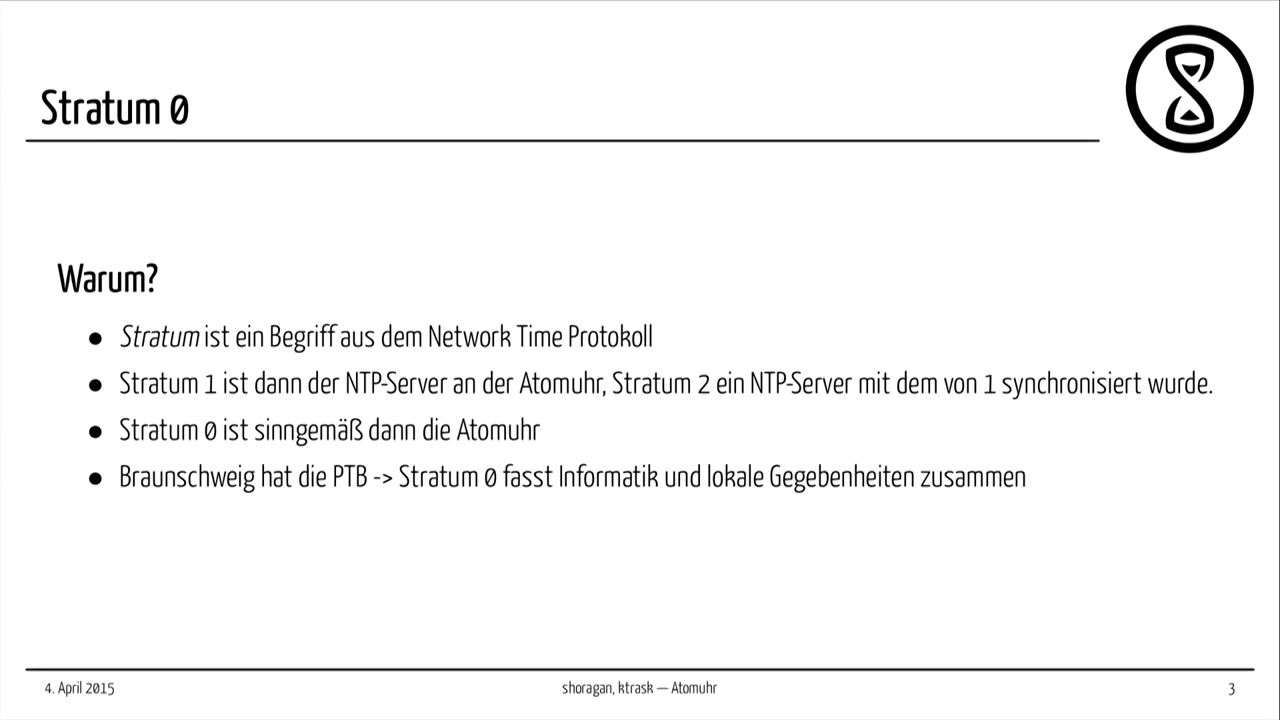 Stratum 0
Warum?
● Stratum ist ein Begriff aus dem Network Time Protokoll
● Stratum 1 ist dann der NTP-Server an der Atomuhr, Stratum 2 ein NTP-Server mit dem von 1 synchronisiert wurde.
● Stratum 0 ist sinngemäß dann die Atomuhr
● Braunschweig hat die PTB -> Stratum 0 fasst Informatik und lokale Gegebenheiten zusammen
4. April 2015
shoragan, ktrask — Atomuhr
3